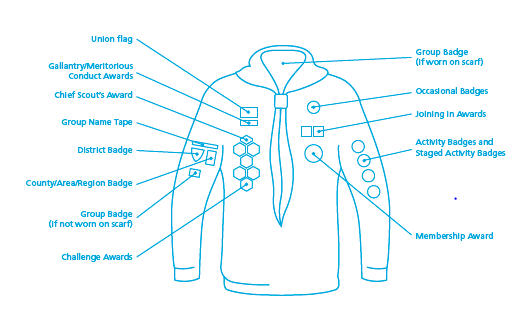 Union flag
Gallantry/Meritorious
Conduct Awards
Chief Scout's Award
Group Name Tape
District Badge
County/Area/Region Badge
Group Badge
(if not worn on scarf)
Challenge Awards
Group Badge
(if worn on scarf)
Occasional Badges
Joining In Awards
Activity Badges and
Staged Activity Badges
Membership Award